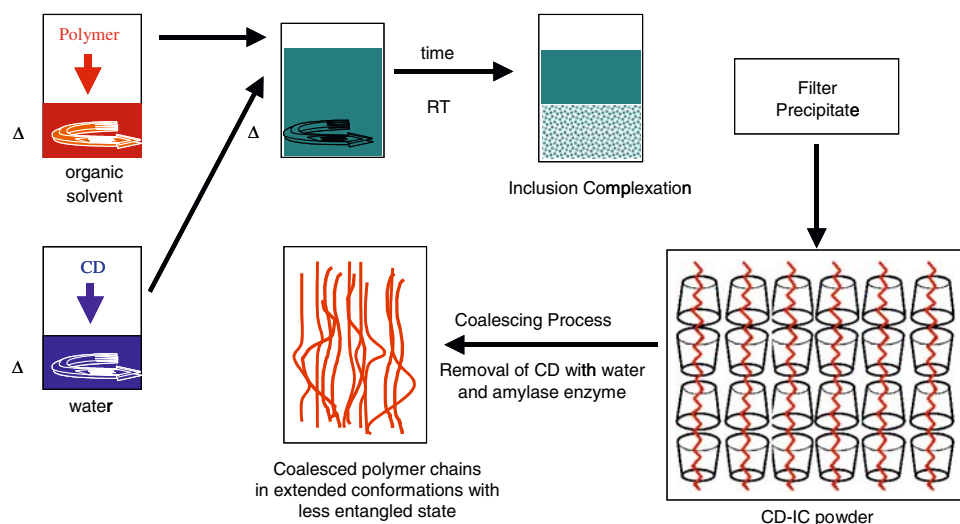 Polymer
Δ
organic
solvent
CD
Δ
water
Δ
time
RT
Inclusion Complexation
Filter
Precipitate
CD-IC powder
Coalescing Process
Removal of CD with water
and amylase enzyme
Coalesced polymer chains
in extended conformations with
less entangled state